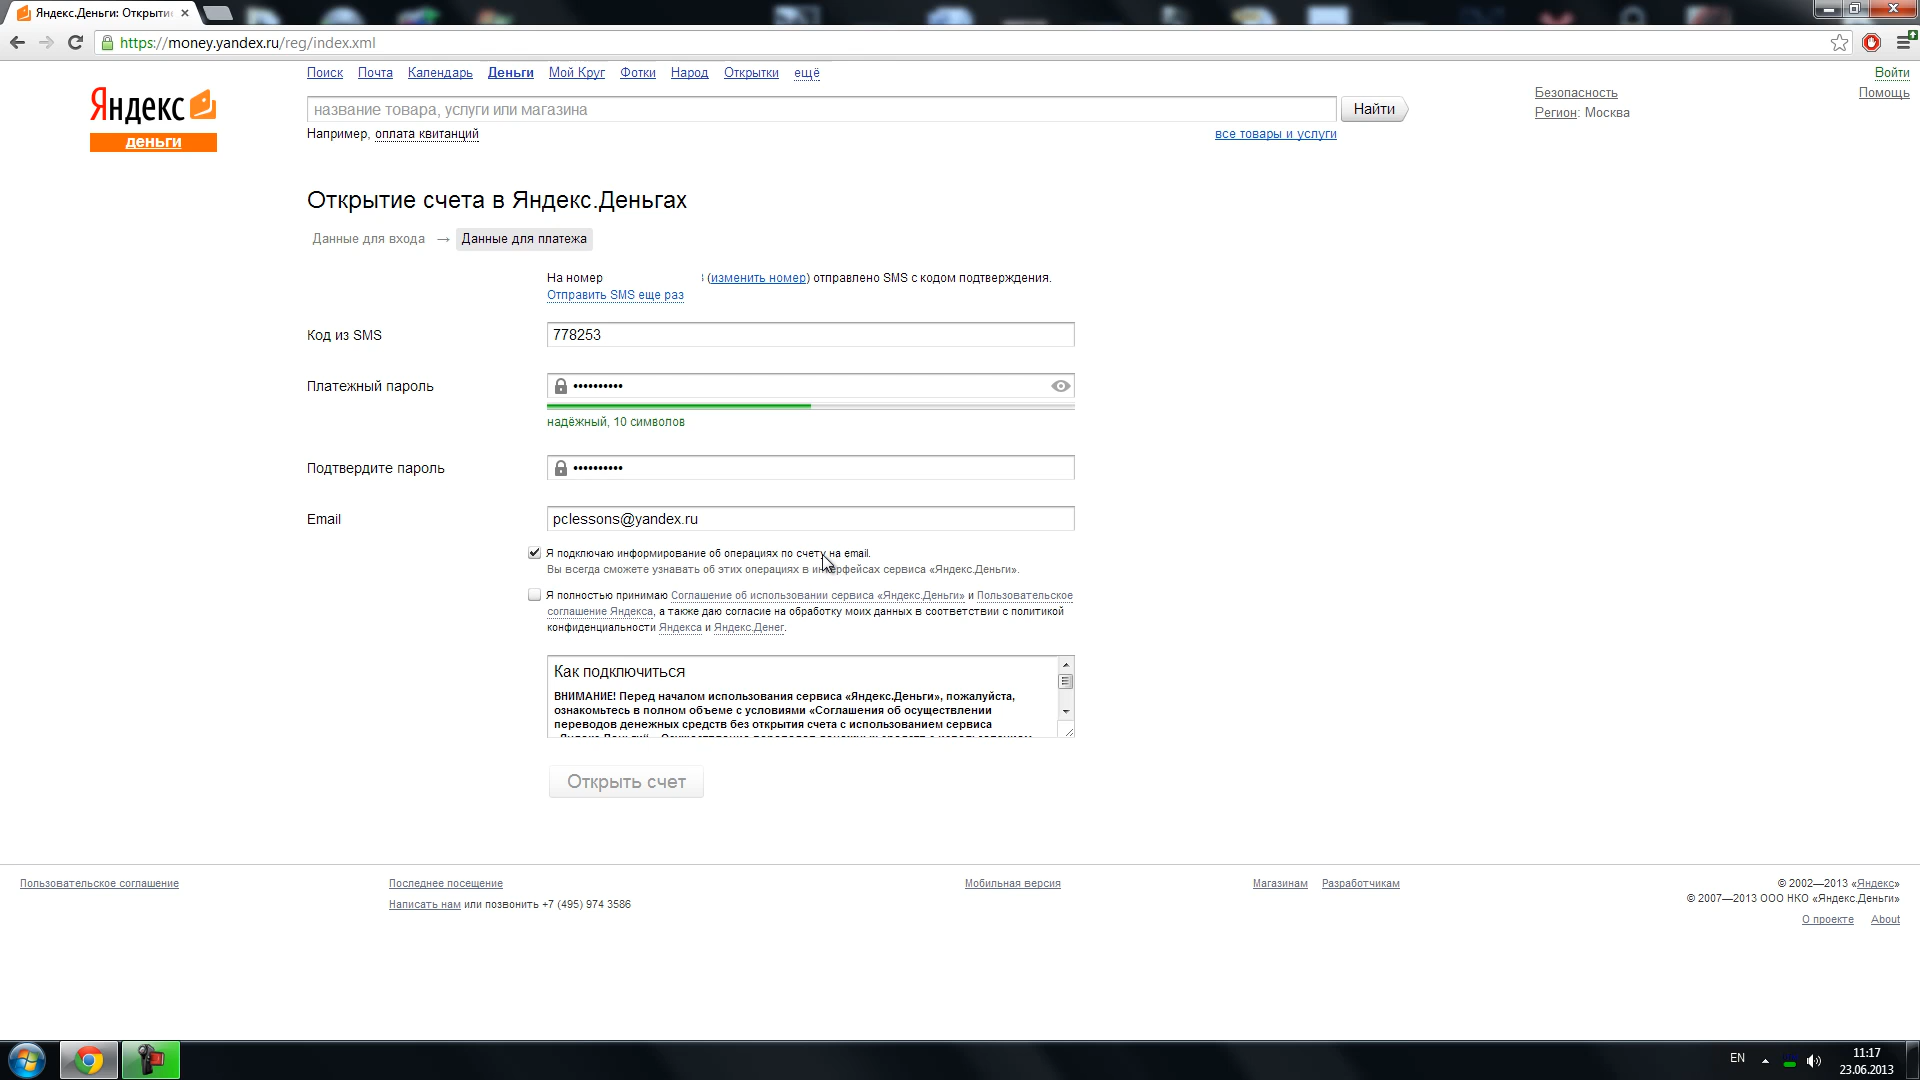 Яндекс.Деньги: Открыти
https://money.yandex.ru/reg/index.xml
Поиск Почта Календарь Деньги Мой Круг Фотки Народ Открытки ещё
Войти
Яндекс
деньги
название товара, услуги или магазина
Найти
Например, оплата квитанций
все товары и услуги
Безопасность
Помощь
Регион: Москва
Открытие счета в Яндекс.Деньгах
Данные для входа → Данные для платежа
На номер (изменить номер) отправлено SMS с кодом подтверждения.
Отправить SMS еще раз
Код из SMS
778253
Платежный пароль
••••••••••
надёжный, 10 символов
Подтвердите пароль
••••••••••
Email
pclessons@yandex.ru
Я подключаю информирование об операциях по счету на email.
Вы всегда сможете узнавать об этих операциях в интерфейсах сервиса «Яндекс.Деньги».
Я полностью принимаю Соглашение об использовании сервиса «Яндекс.Деньги» и Пользовательское
соглашение Яндекса, а также даю согласие на обработку моих данных в соответствии с политикой
конфиденциальности Яндекса и Яндекс.Денег.
Как подключиться
ВНИМАНИЕ! Перед началом использования сервиса «Яндекс.Деньги», пожалуйста,
ознакомьтесь в полном объеме с условиями «Соглашения об осуществлении
переводов денежных средств без открытия счета с использованием сервиса
Открыть счет
Пользовательское соглашение
Последнее посещение
Написать нам или позвонить +7 (495) 974 3586
Мобильная версия
Магазинам Разработчикам
© 2002—2013 «Яндекс»
© 2007—2013 ООО НКО «Яндекс.Деньги»
О проекте About
EN
11:17
23.06.2013